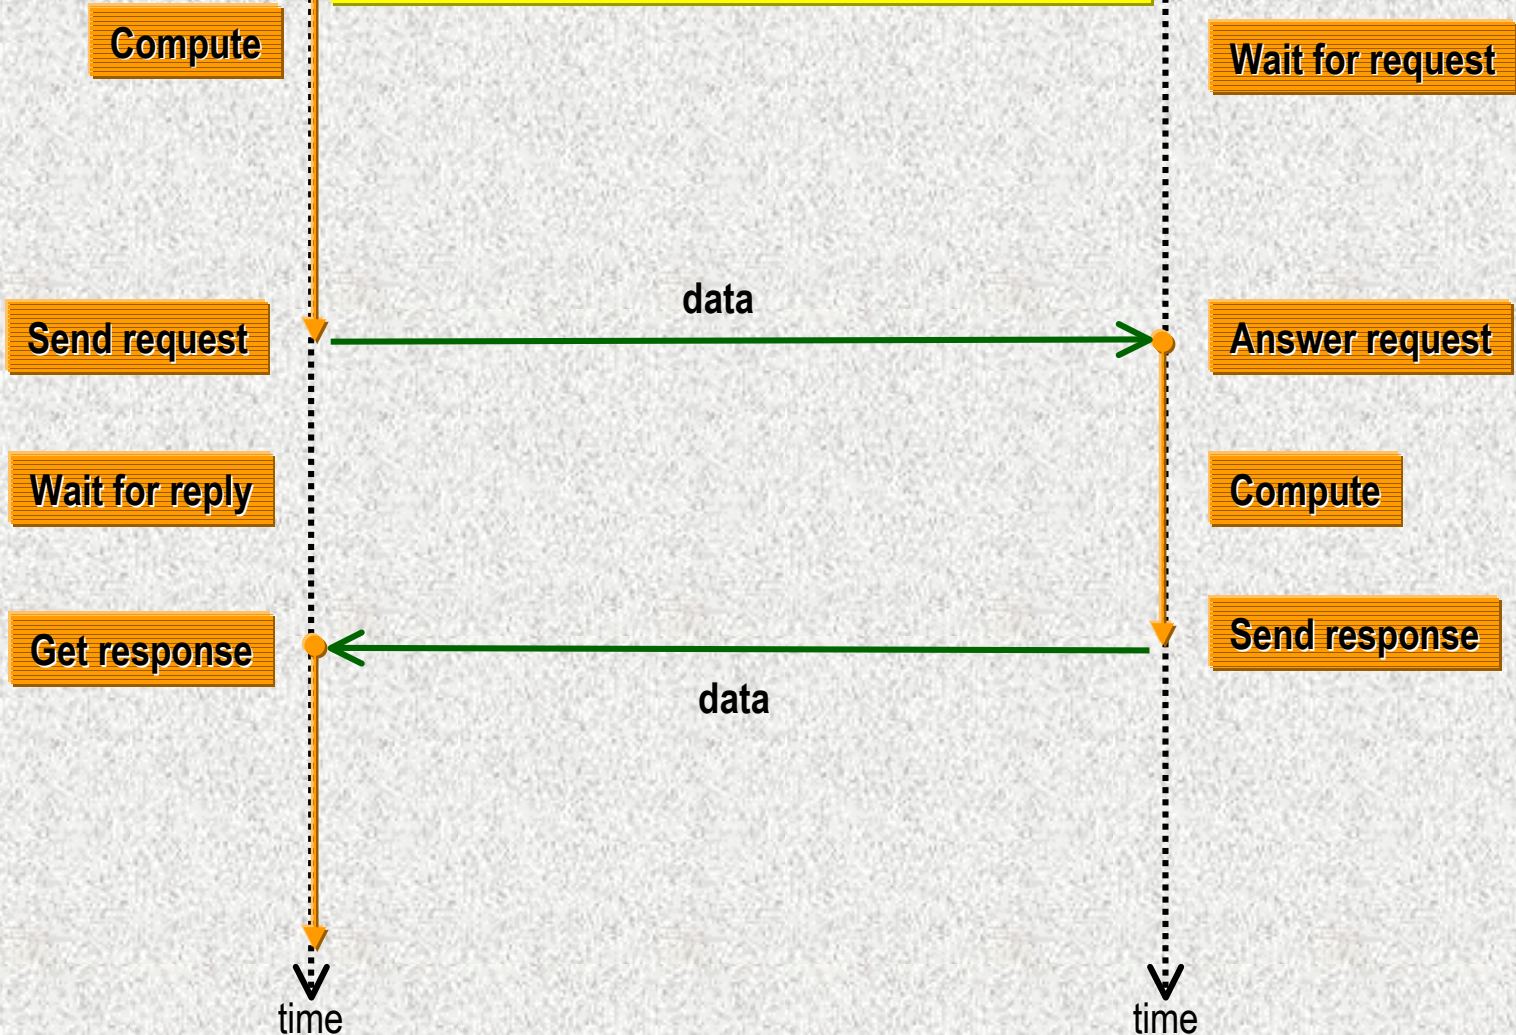 Compute
Wait for request
data
Send request
Answer request
Wait for reply
Compute
Get response
Send response
data
time
time